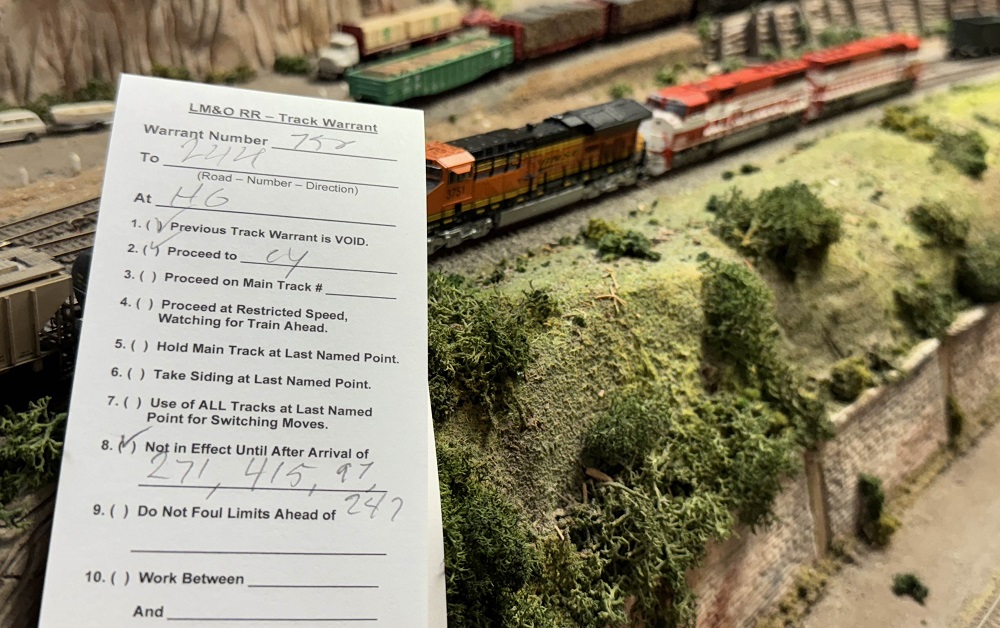 LM&O RR – Track Warrant
Warrant Number 752
To 244
(Road – Number – Direction)
At HG
1. (✓) Previous Track Warrant is VOID.
2. (✓) Proceed to CY
3. ( ) Proceed on Main Track #
4. ( ) Proceed at Restricted Speed,
Watching for Train Ahead.
5. ( ) Hold Main Track at Last Named Point.
6. ( ) Take Siding at Last Named Point.
7. ( ) Use of ALL Tracks at Last Named
Point for Switching Moves.
8. (✓) Not in Effect Until After Arrival of
271, 415, 97,
247
9. ( ) Do Not Foul Limits Ahead of
10. ( ) Work Between
And